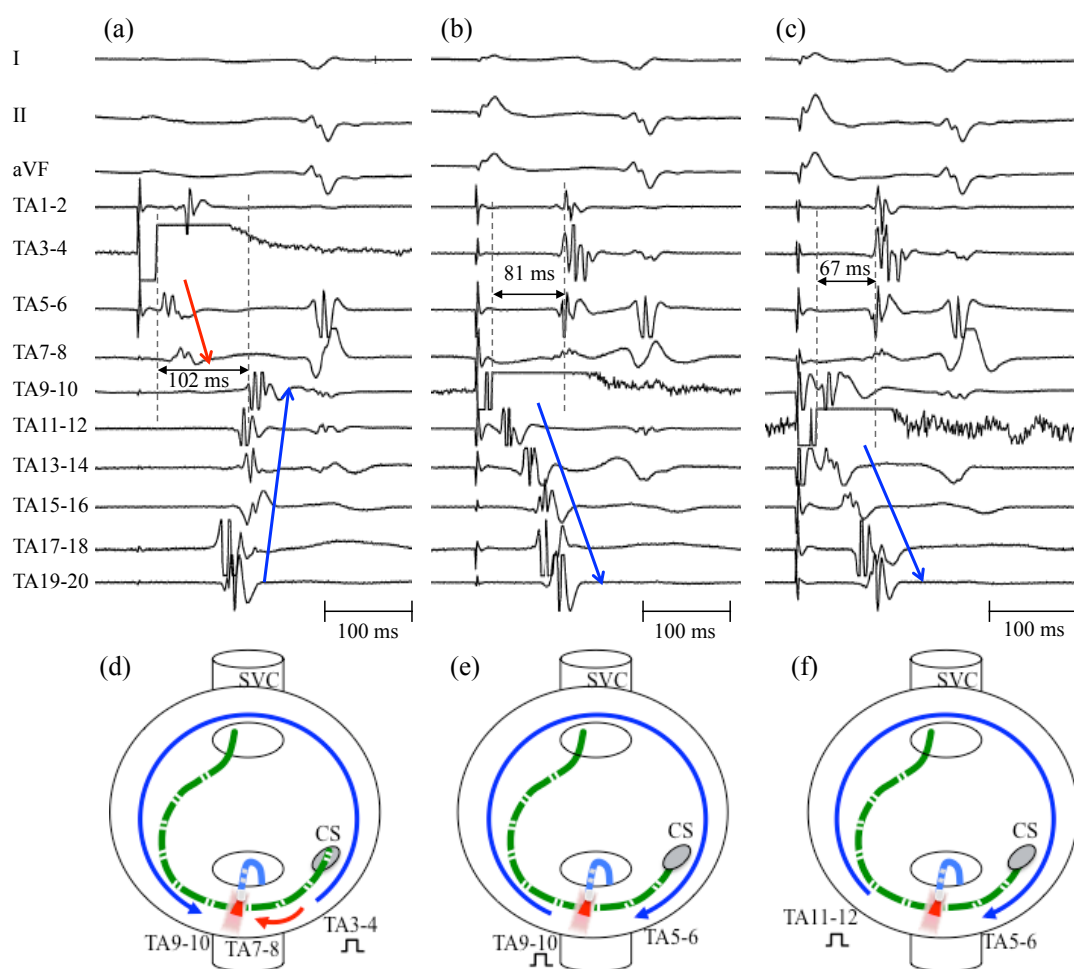 (a) (b) (c)
I
II
aVF
TA1-2
TA3-4
81 ms 67 ms
TA5-6
TA7-8
102 ms
TA9-10
TA11-12
TA13-14
TA15-16
TA17-18
TA19-20
100 ms 100 ms 100 ms
(d) (e) (f)
SVC SVC SVC
CS CS CS
TA3-4 TA11-12
TA9-10 TA7-8 TA9-10 TA5-6 TA5-6